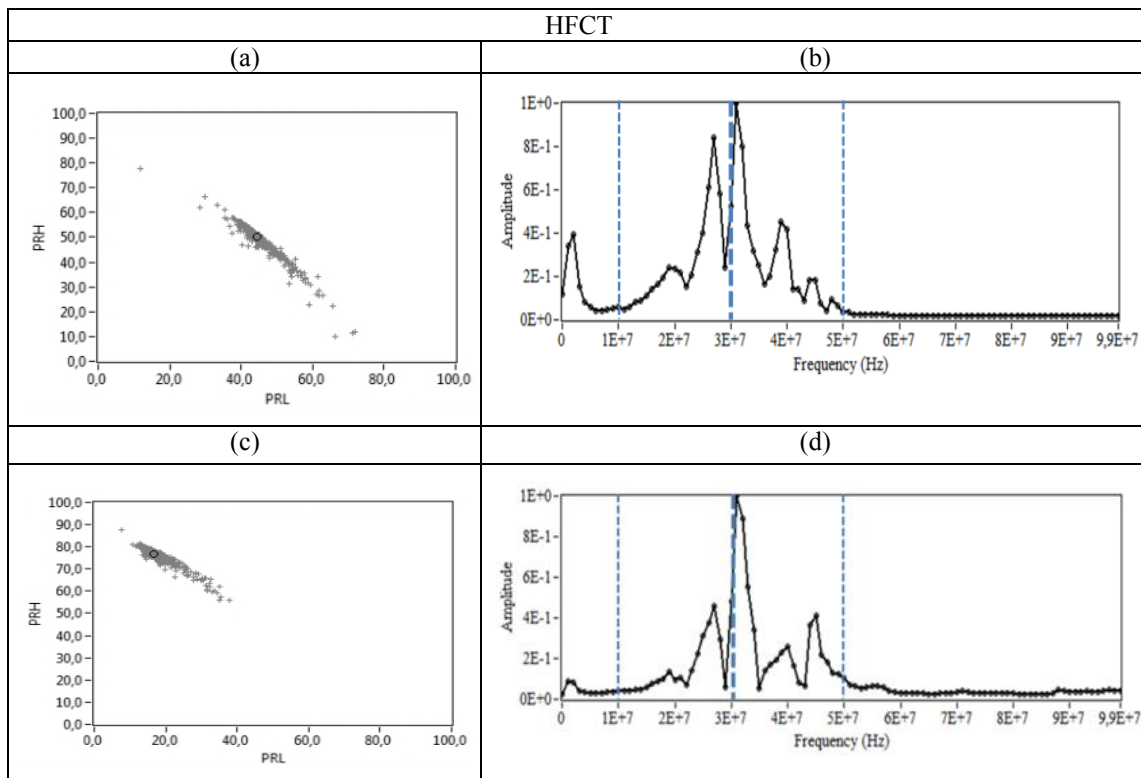 HFCT
(a) (b)
100,0
90,0
80,0
70,0
60,0
50,0
40,0
30,0
20,0
10,0
0,0
PRH
0,0 20,0 40,0 60,0 80,0 100,0
PRL
1E+0
8E-1
6E-1
4E-1
2E-1
0E+0
Amplitude
0 1E+7 2E+7 3E+7 4E+7 5E+7 6E+7 7E+7 8E+7 9,9E+7
Frequency (Hz)
(c) (d)
100,0
90,0
80,0
70,0
60,0
50,0
40,0
30,0
20,0
10,0
0,0
PRH
0,0 20,0 40,0 60,0 80,0 100,0
PRL
1E+0
8E-1
6E-1
4E-1
2E-1
0E+0
Amplitude
0 1E+7 2E+7 3E+7 4E+7 5E+7 6E+7 7E+7 8E+7 9,9E+7
Frequency (Hz)